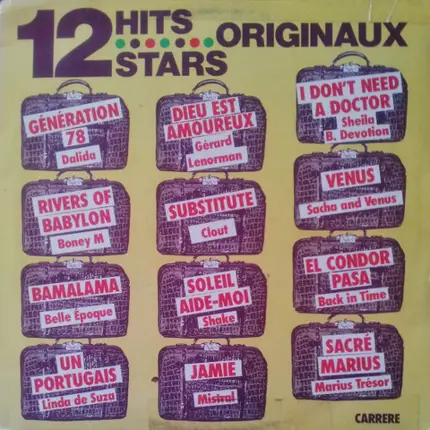 12 HITS ORIGINAUX
STARS
GÉNÉRATION
78
Dalida
DIEU EST
AMOUREUX
Gérard
Lenorman
I DON'T NEED
A DOCTOR
Sheila
B. Devotion
RIVERS OF
BABYLON
Boney M
SUBSTITUTE
Clout
VENUS
Sacha and Venus
BAMALAMA
Belle Époque
SOLEIL
AIDE-MOI
Shake
EL CONDOR
PASA
Back in Time
UN
PORTUGAIS
Linda de Suza
JAMIE
Mistral
SACRÉ
MARIUS
Marius Trésor
CARRERE